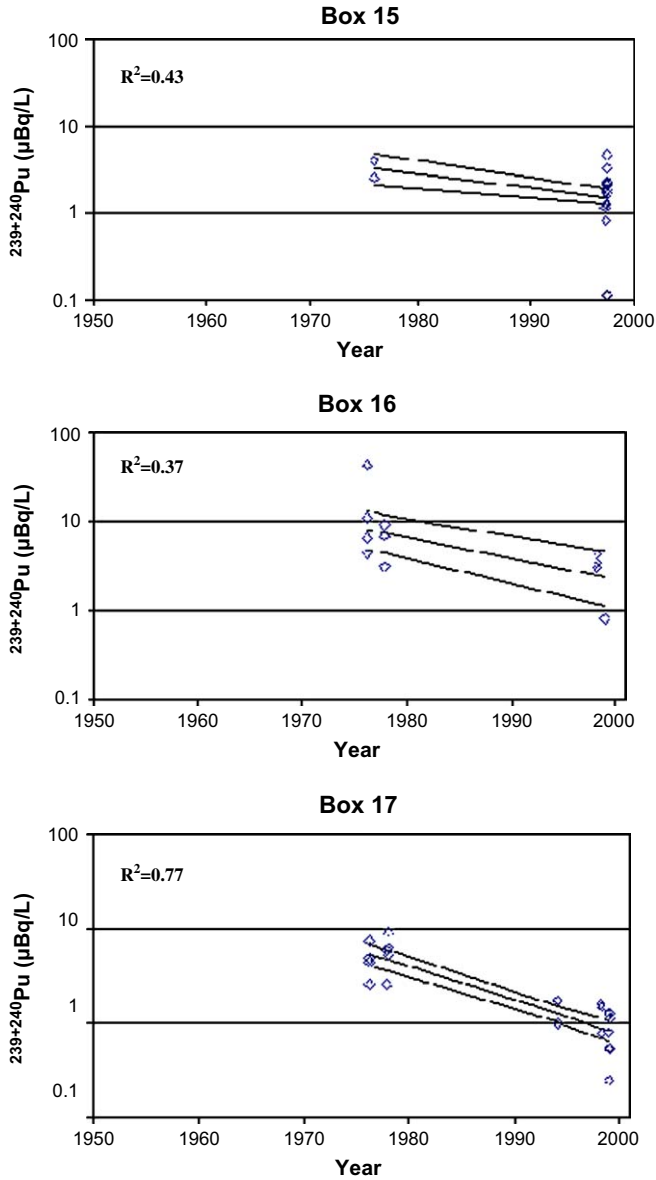 Box 15
100
R²=0.43
10
1
0.1
²³⁹⁺²⁴⁰Pu (µBq/L)
1950 1960 1970 1980 1990 2000
Year
Box 16
100
R²=0.37
10
1
0.1
²³⁹⁺²⁴⁰Pu (µBq/L)
1950 1960 1970 1980 1990 2000
Year
Box 17
100
R²=0.77
10
1
0.1
²³⁹⁺²⁴⁰Pu (µBq/L)
1950 1960 1970 1980 1990 2000
Year